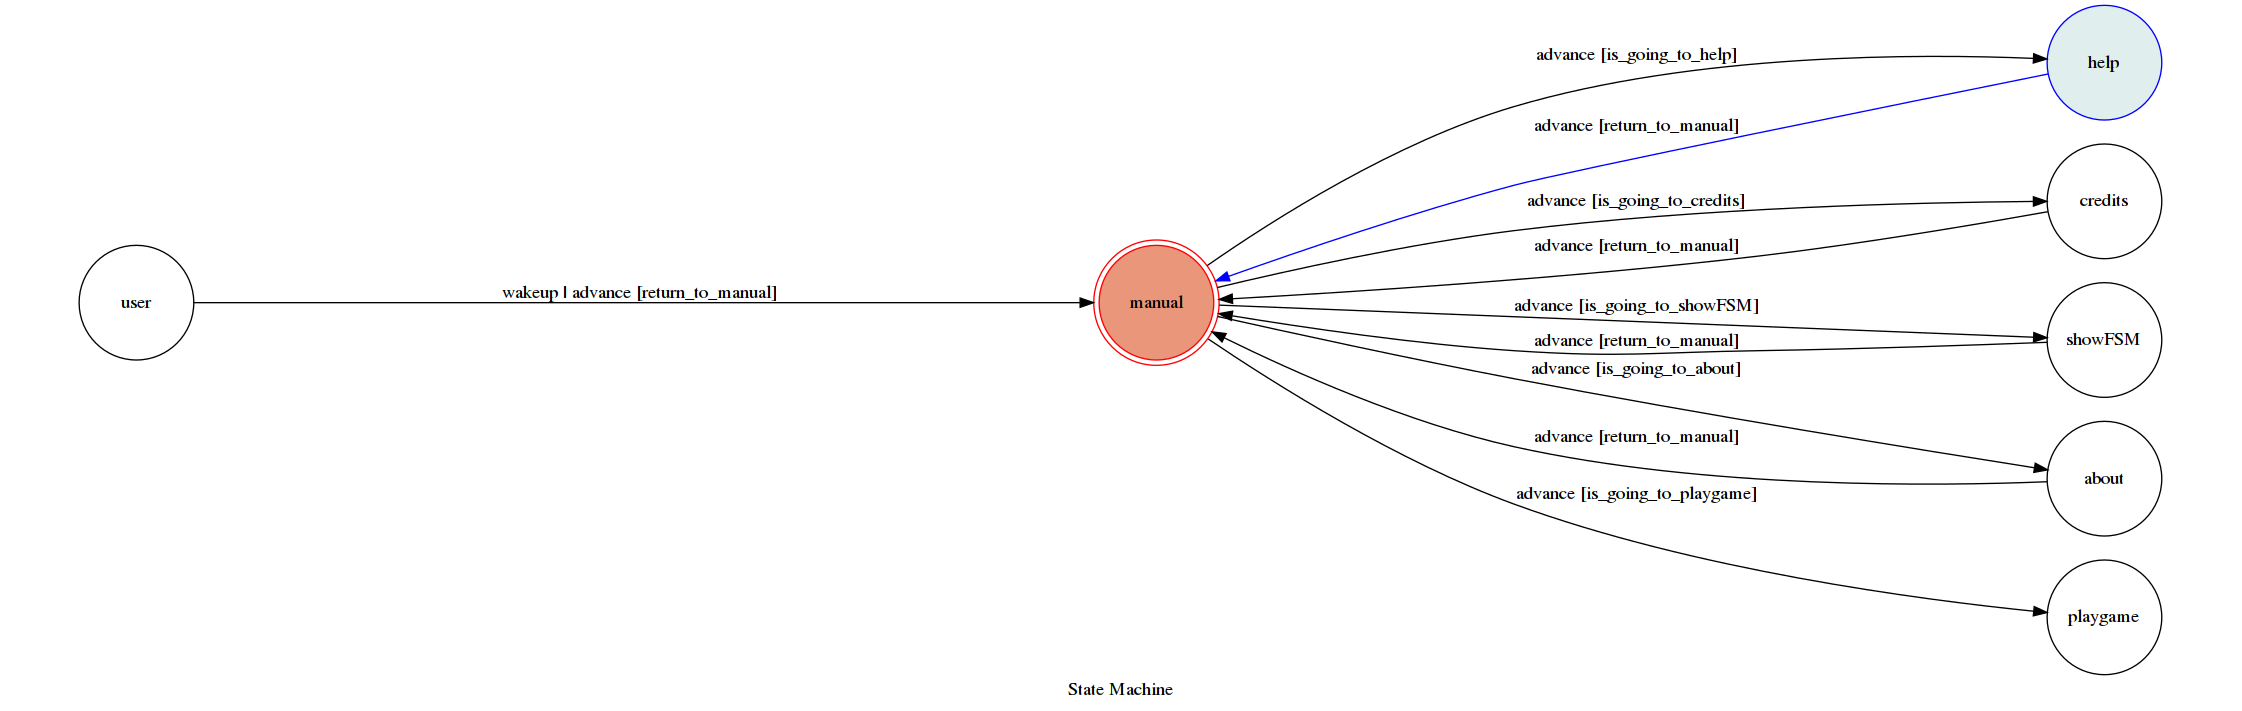 advance [is_going_to_help]
help
advance [return_to_manual]
advance [is_going_to_credits]
credits
advance [return_to_manual]
user
wakeup | advance [return_to_manual]
manual
advance [is_going_to_showFSM]
advance [return_to_manual]
showFSM
advance [is_going_to_about]
advance [return_to_manual]
about
advance [is_going_to_playgame]
playgame
State Machine